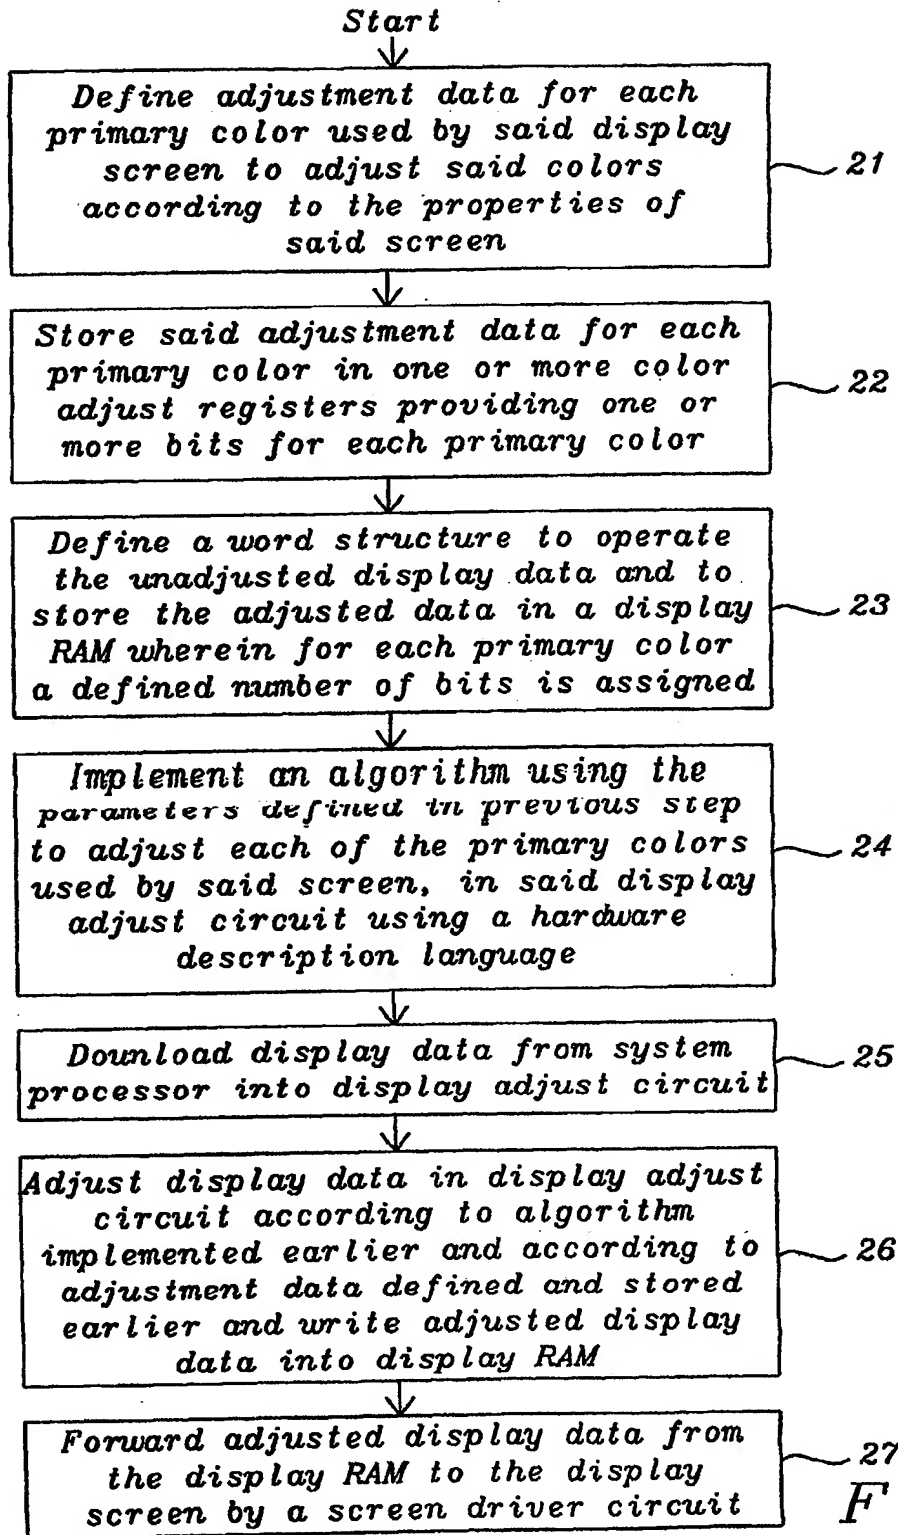 Start
Define adjustment data for each
primary color used by said display
screen to adjust said colors
according to the properties of
said screen
21
Store said adjustment data for each
primary color in one or more color
adjust registers providing one or
more bits for each primary color
22
Define a word structure to operate
the unadjusted display data and to
store the adjusted data in a display
RAM wherein for each primary color
a defined number of bits is assigned
23
Implement an algorithm using the
parameters defined in previous step
to adjust each of the primary colors
used by said screen, in said display
adjust circuit using a hardware
description language
24
Download display data from system
processor into display adjust circuit
25
Adjust display data in display adjust
circuit according to algorithm
implemented earlier and according to
adjustment data defined and stored
earlier and write adjusted display
data into display RAM
26
Forward adjusted display data from
the display RAM to the display
screen by a screen driver circuit
27
F